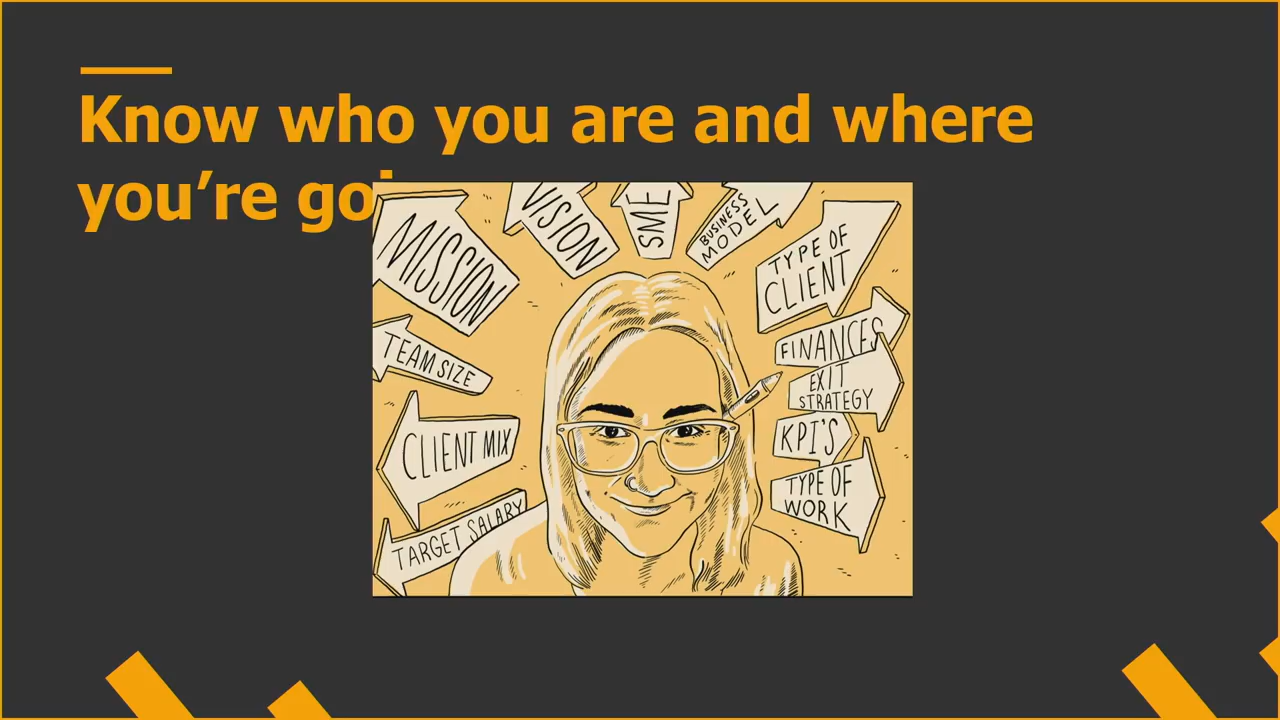 Know who you are and where
you’re goi
MISSION
VISION
SME
BUSINESS
MODEL
TYPE OF
CLIENT
TEAM SIZE
FINANCES
EXIT
STRATEGY
CLIENT MIX
KPI'S
TYPE OF
WORK
TARGET SALARY